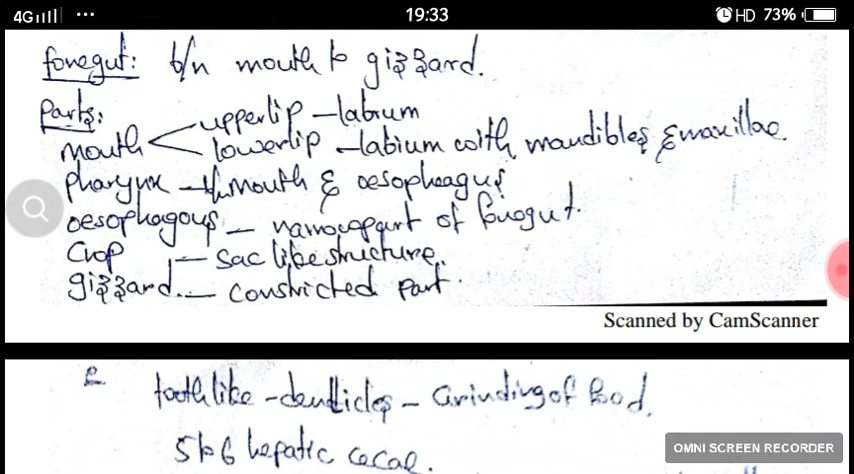 4G ... 19:33 HD 73%
foregut: b/n mouth to gizzard.
Parts:
mouth < upperlip - labrum
lowerlip - labium with mandibles & maxillae.
pharynx - mouth & oesophagus
oesophagous - narrow part of foregut.
Crop - sac like structure.
gizzard. - constricted part.
Scanned by CamScanner
tooth like - denticles - Grinding of food.
5 to 6 hepatic cecae.
OMNI SCREEN RECORDER